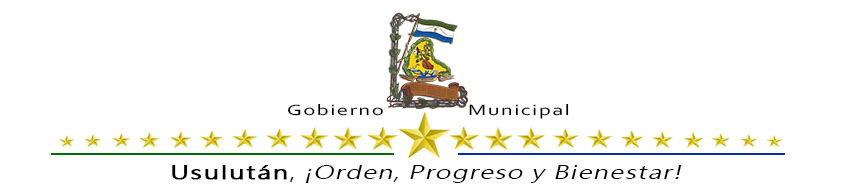 Gobierno Municipal
Usulután, ¡Orden, Progreso y Bienestar!